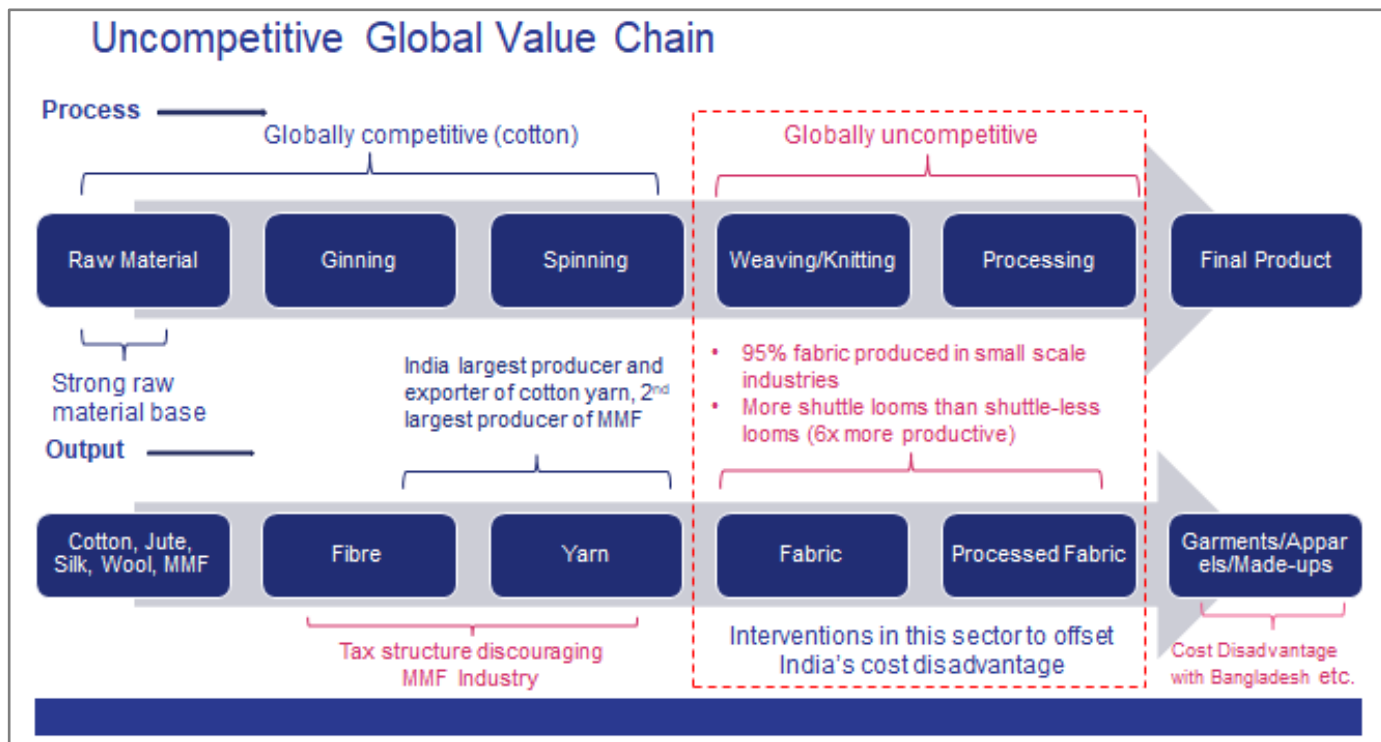 Uncompetitive Global Value Chain
Process
Globally competitive (cotton)
Globally uncompetitive
Raw Material
Ginning
Spinning
Weaving/Knitting
Processing
Final Product
Strong raw
material base
India largest producer and
exporter of cotton yarn, 2nd
largest producer of MMF
• 95% fabric produced in small scale
industries
• More shuttle looms than shuttle-less
looms (6x more productive)
Output
Cotton, Jute,
Silk, Wool, MMF
Fibre
Yarn
Fabric
Processed Fabric
Garments/Appar
els/Made-ups
Tax structure discouraging
MMF Industry
Interventions in this sector to offset
India's cost disadvantage
Cost Disadvantage
with Bangladesh etc.